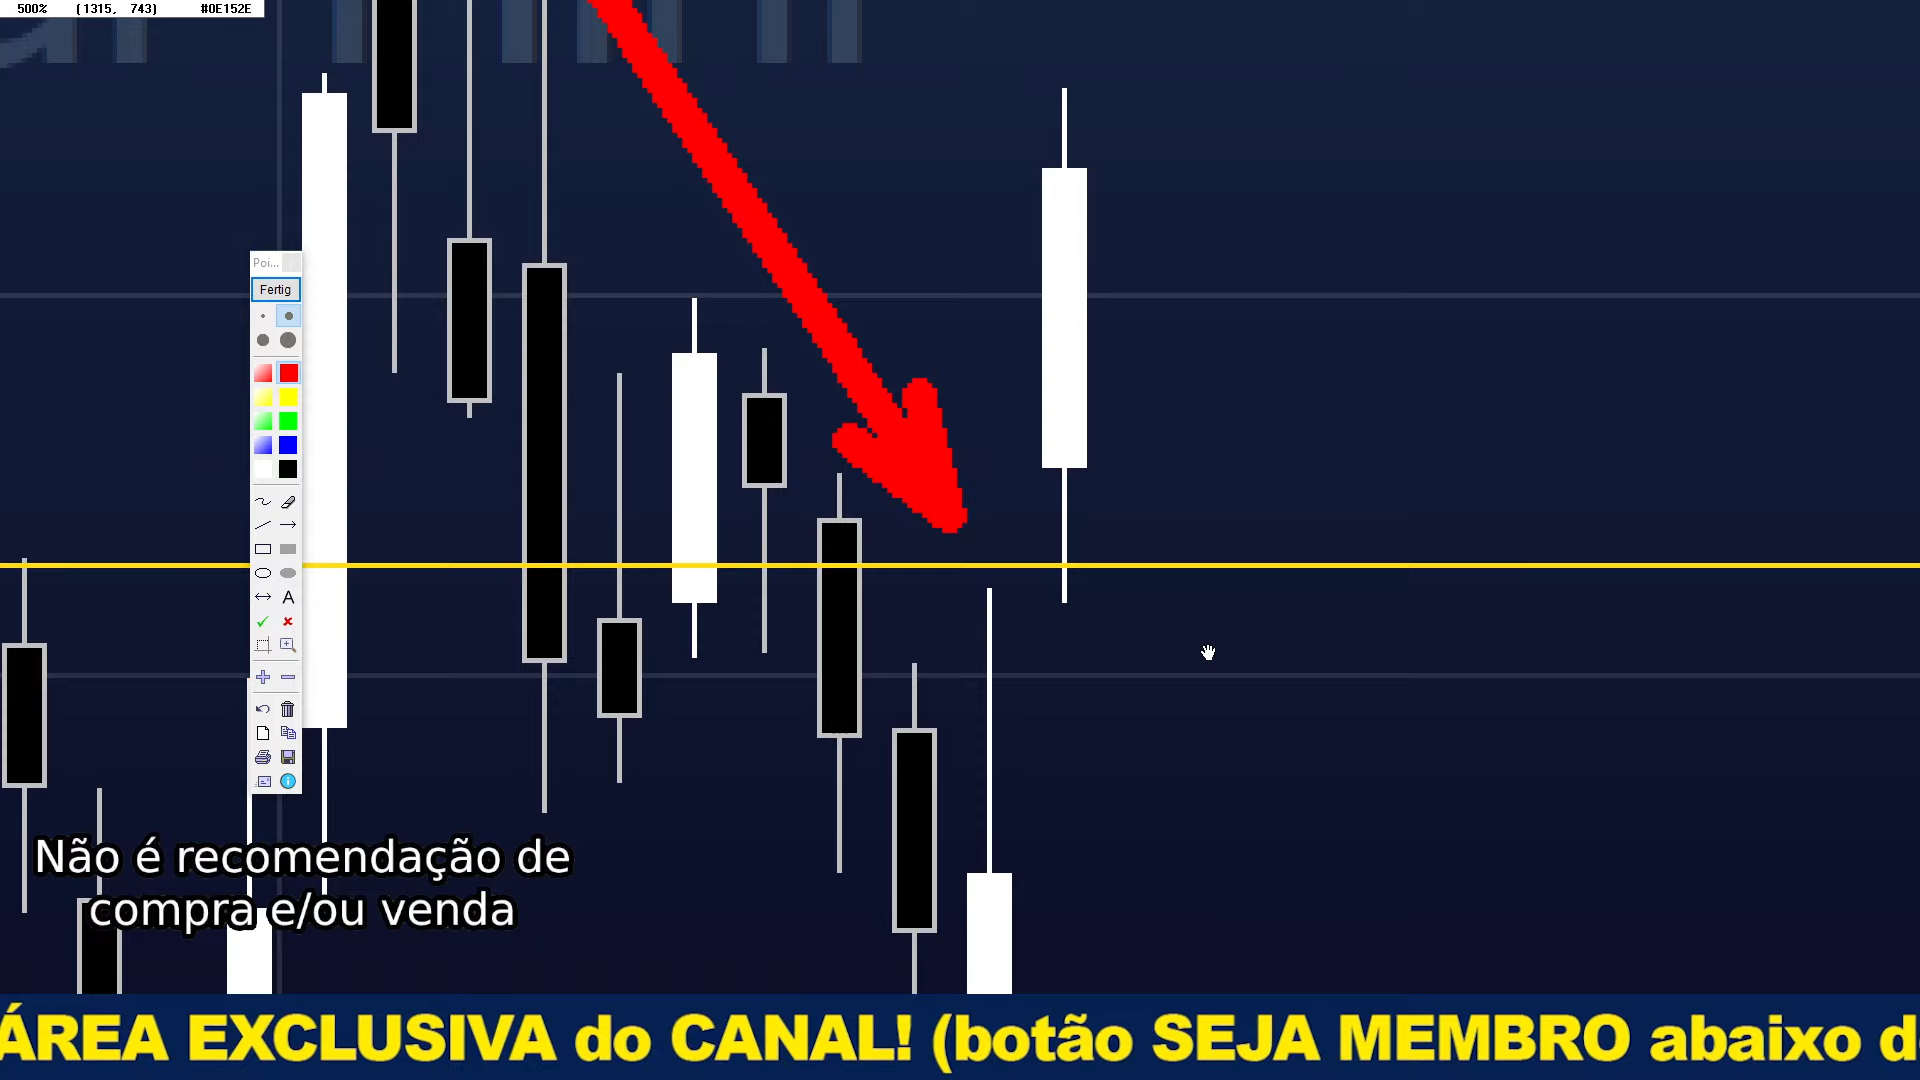 500% (1315, 743) #0E152E
Poi...
Fertig
A
Não é recomendação de
compra e/ou venda
ÁREA EXCLUSIVA do CANAL! (botão SEJA MEMBRO abaixo d